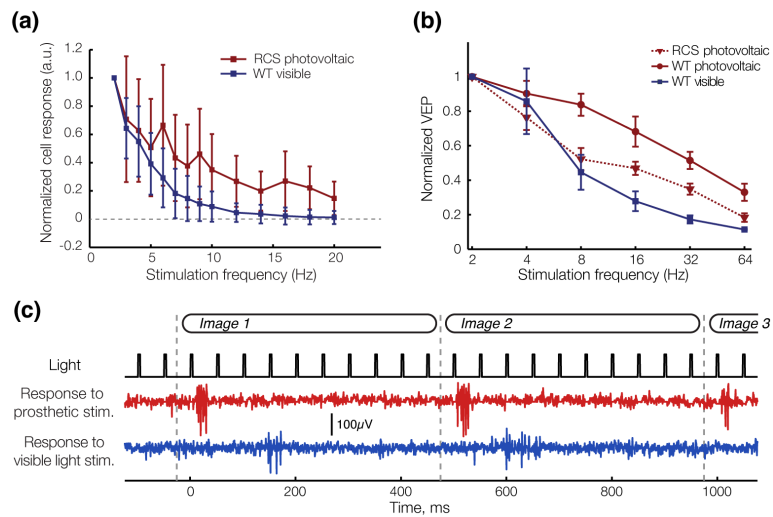 (a)
Normalized cell response (a.u.)
1.2
1.0
0.8
0.6
0.4
0.2
0
-0.2
RCS photovoltaic
WT visible
0
5
10
15
20
Stimulation frequency (Hz)
(b)
Normalized VEP
1
0.8
0.6
0.4
0.2
0
RCS photovoltaic
WT photovoltaic
WT visible
2
4
8
16
32
64
Stimulation frequency (Hz)
(c)
Image 1
Image 2
Image 3
Light
Response to
prosthetic stim.
100μV
Response to
visible light stim.
0
200
400
600
800
1000
Time, ms